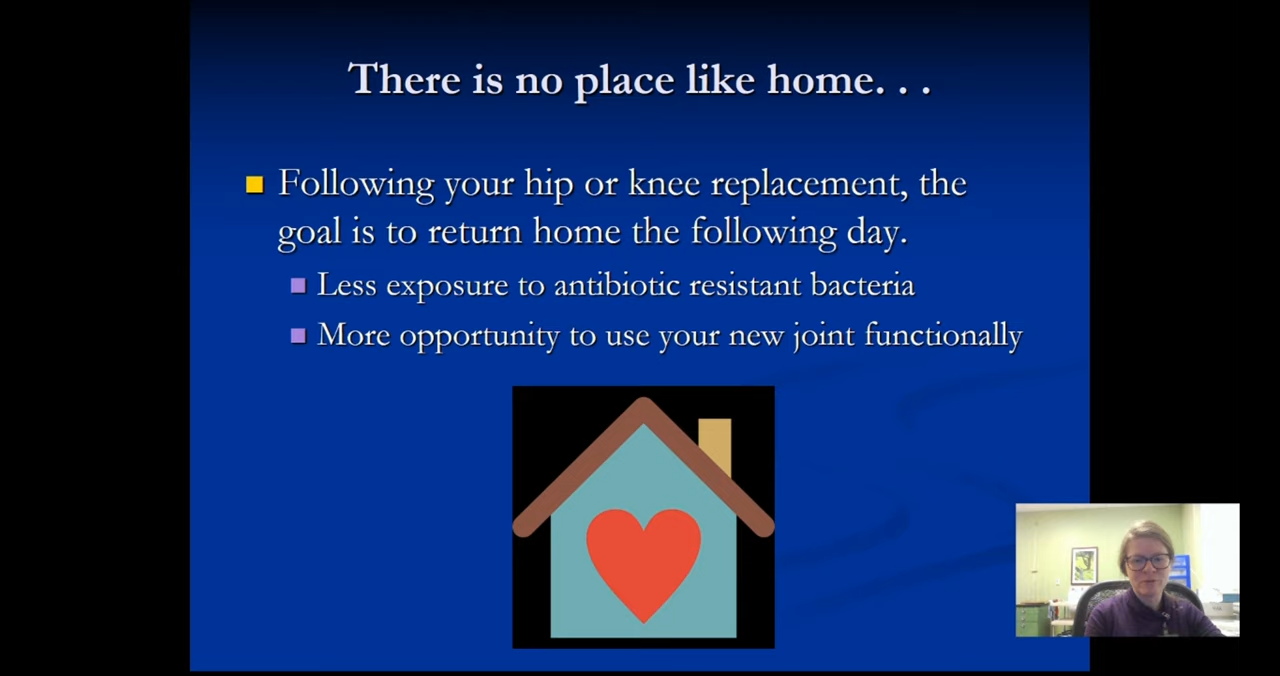 There is no place like home. . .
Following your hip or knee replacement, the
goal is to return home the following day.
Less exposure to antibiotic resistant bacteria
More opportunity to use your new joint functionally